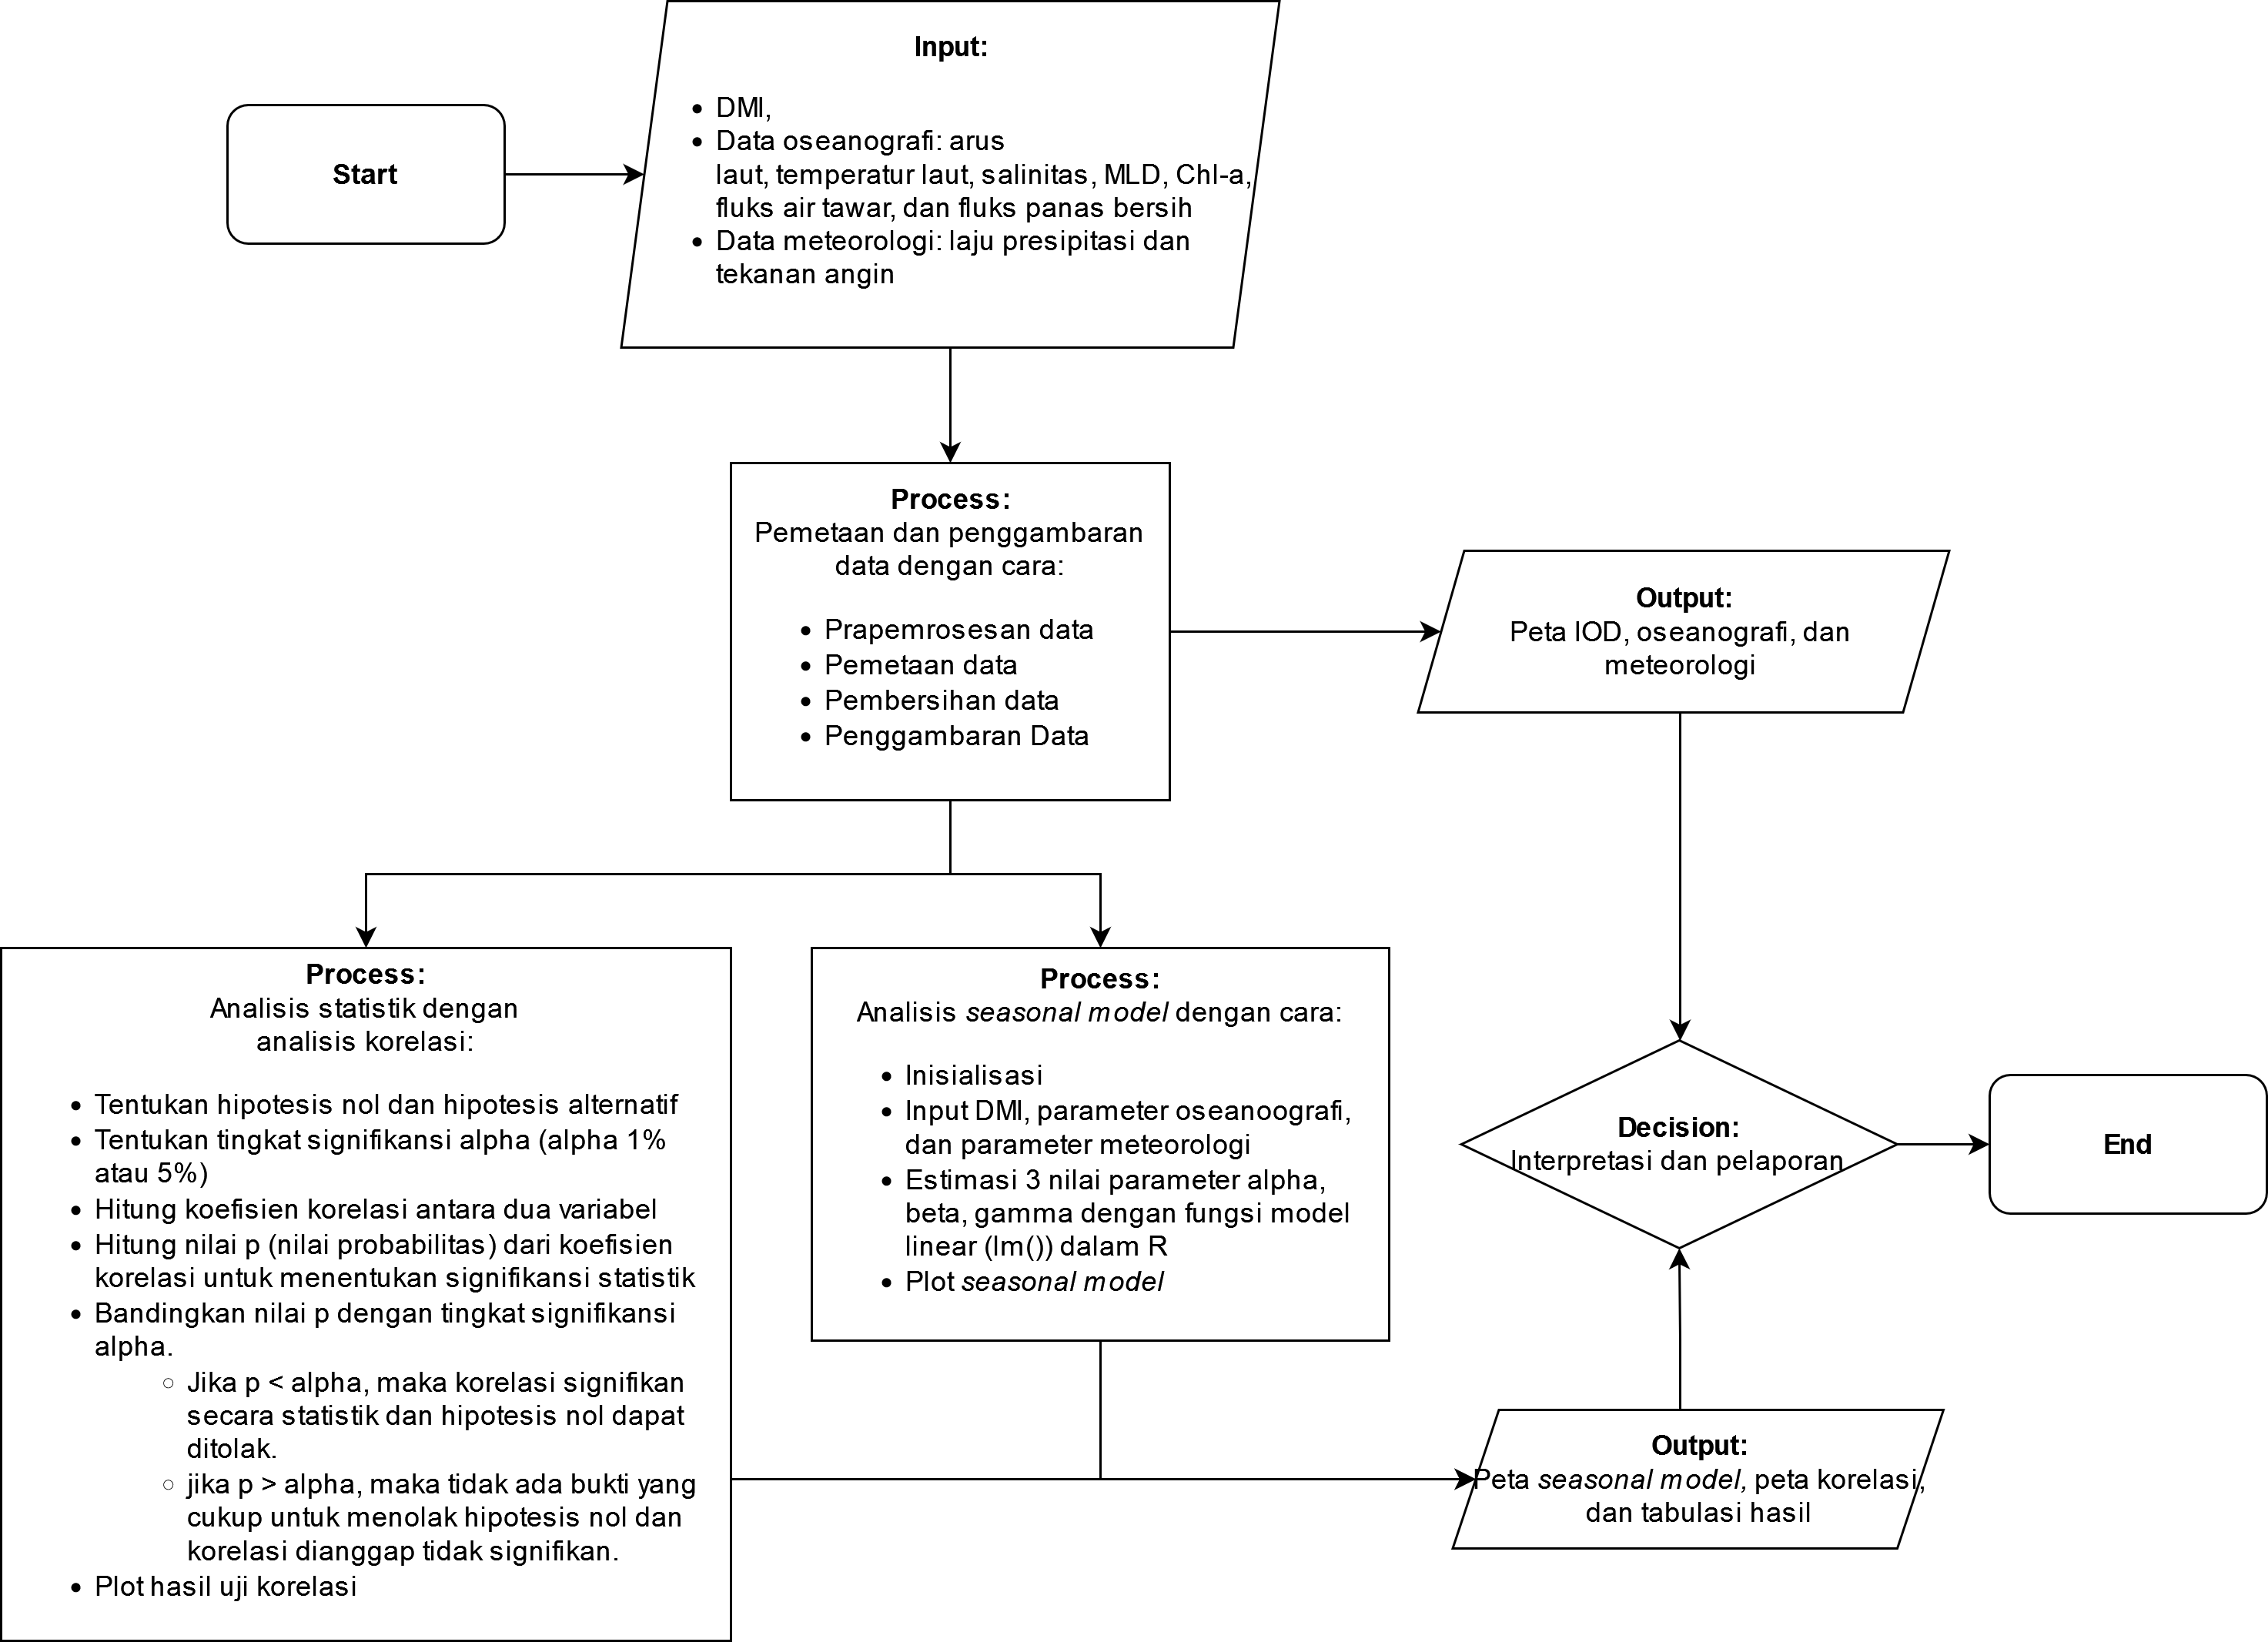 Start
Input:
DMI,
Data oseanografi: arus
laut, temperatur laut, salinitas, MLD, Chl-a,
fluks air tawar, dan fluks panas bersih
Data meteorologi: laju presipitasi dan
tekanan angin
Process:
Pemetaan dan penggambaran
data dengan cara:
Prapemrosesan data
Pemetaan data
Pembersihan data
Penggambaran Data
Output:
Peta IOD, oseanografi, dan
meteorologi
Process:
Analisis statistik dengan
analisis korelasi:
Tentukan hipotesis nol dan hipotesis alternatif
Tentukan tingkat signifikansi alpha (alpha 1%
atau 5%)
Hitung koefisien korelasi antara dua variabel
Hitung nilai p (nilai probabilitas) dari koefisien
korelasi untuk menentukan signifikansi statistik
Bandingkan nilai p dengan tingkat signifikansi
alpha.
Jika p < alpha, maka korelasi signifikan
secara statistik dan hipotesis nol dapat
ditolak.
jika p > alpha, maka tidak ada bukti yang
cukup untuk menolak hipotesis nol dan
korelasi dianggap tidak signifikan.
Plot hasil uji korelasi
Process:
Analisis seasonal model dengan cara:
Inisialisasi
Input DMI, parameter oseanoografi,
dan parameter meteorologi
Estimasi 3 nilai parameter alpha,
beta, gamma dengan fungsi model
linear (lm()) dalam R
Plot seasonal model
Decision:
Interpretasi dan pelaporan
End
Output:
Peta seasonal model, peta korelasi,
dan tabulasi hasil